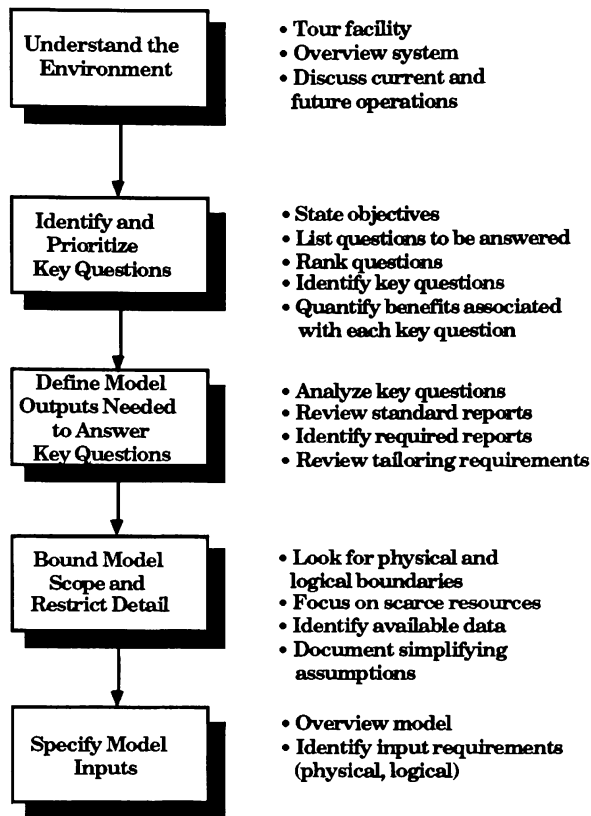 Understand the
Environment
• Tour facility
• Overview system
• Discuss current and
future operations
Identify and
Prioritize
Key Questions
• State objectives
• List questions to be answered
• Rank questions
• Identify key questions
• Quantify benefits associated
with each key question
Define Model
Outputs Needed
to Answer
Key Questions
• Analyze key questions
• Review standard reports
• Identify required reports
• Review tailoring requirements
Bound Model
Scope and
Restrict Detail
• Look for physical and
logical boundaries
• Focus on scarce resources
• Identify available data
• Document simplifying
assumptions
Specify Model
Inputs
• Overview model
• Identify input requirements
(physical, logical)